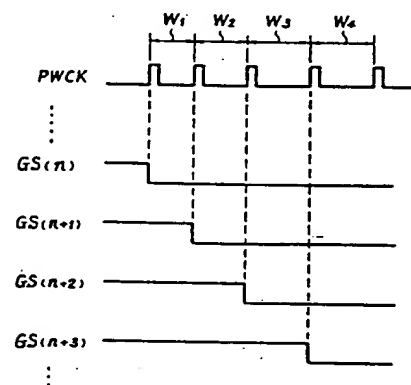 W1 W2 W3 W4
PWCK
GS(n)
GS(n+1)
GS(n+2)
GS(n+3)